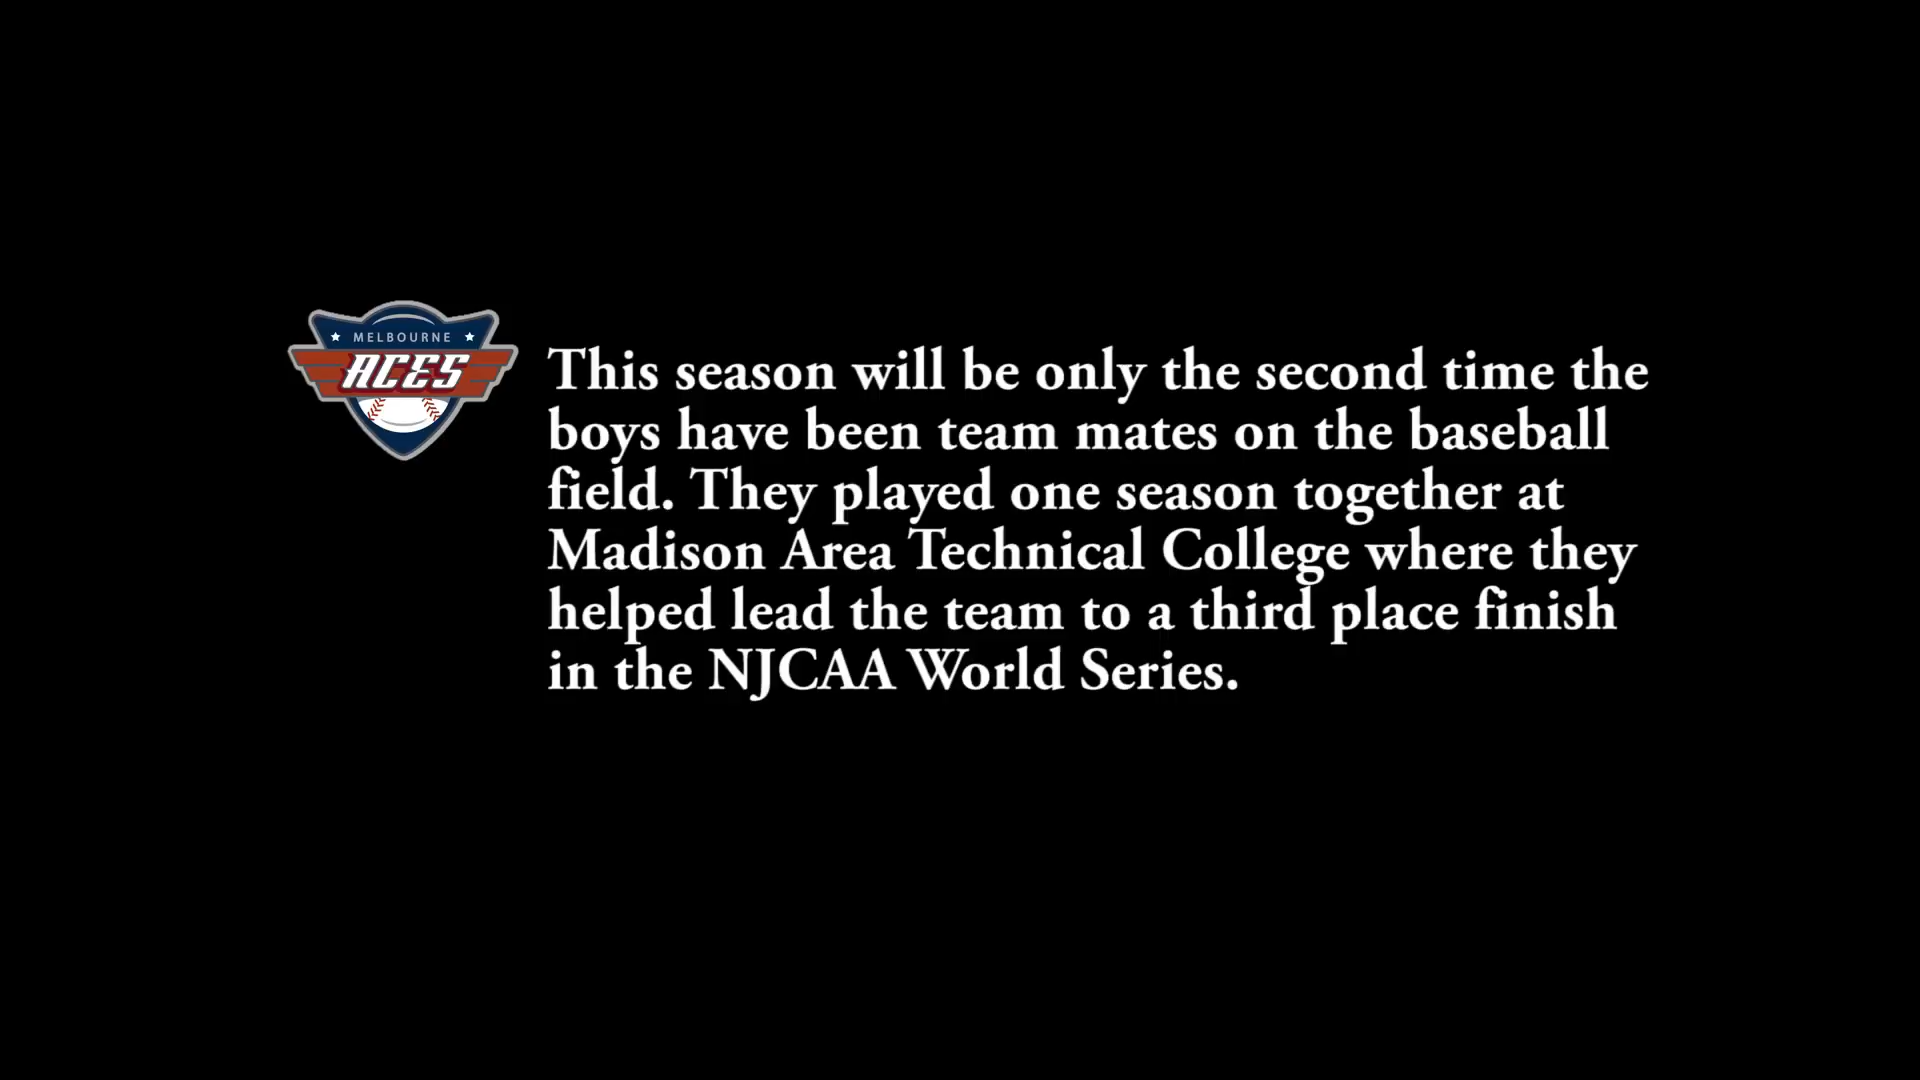 MELBOURNE
ACES
This season will be only the second time the
boys have been team mates on the baseball
field. They played one season together at
Madison Area Technical College where they
helped lead the team to a third place finish
in the NJCAA World Series.